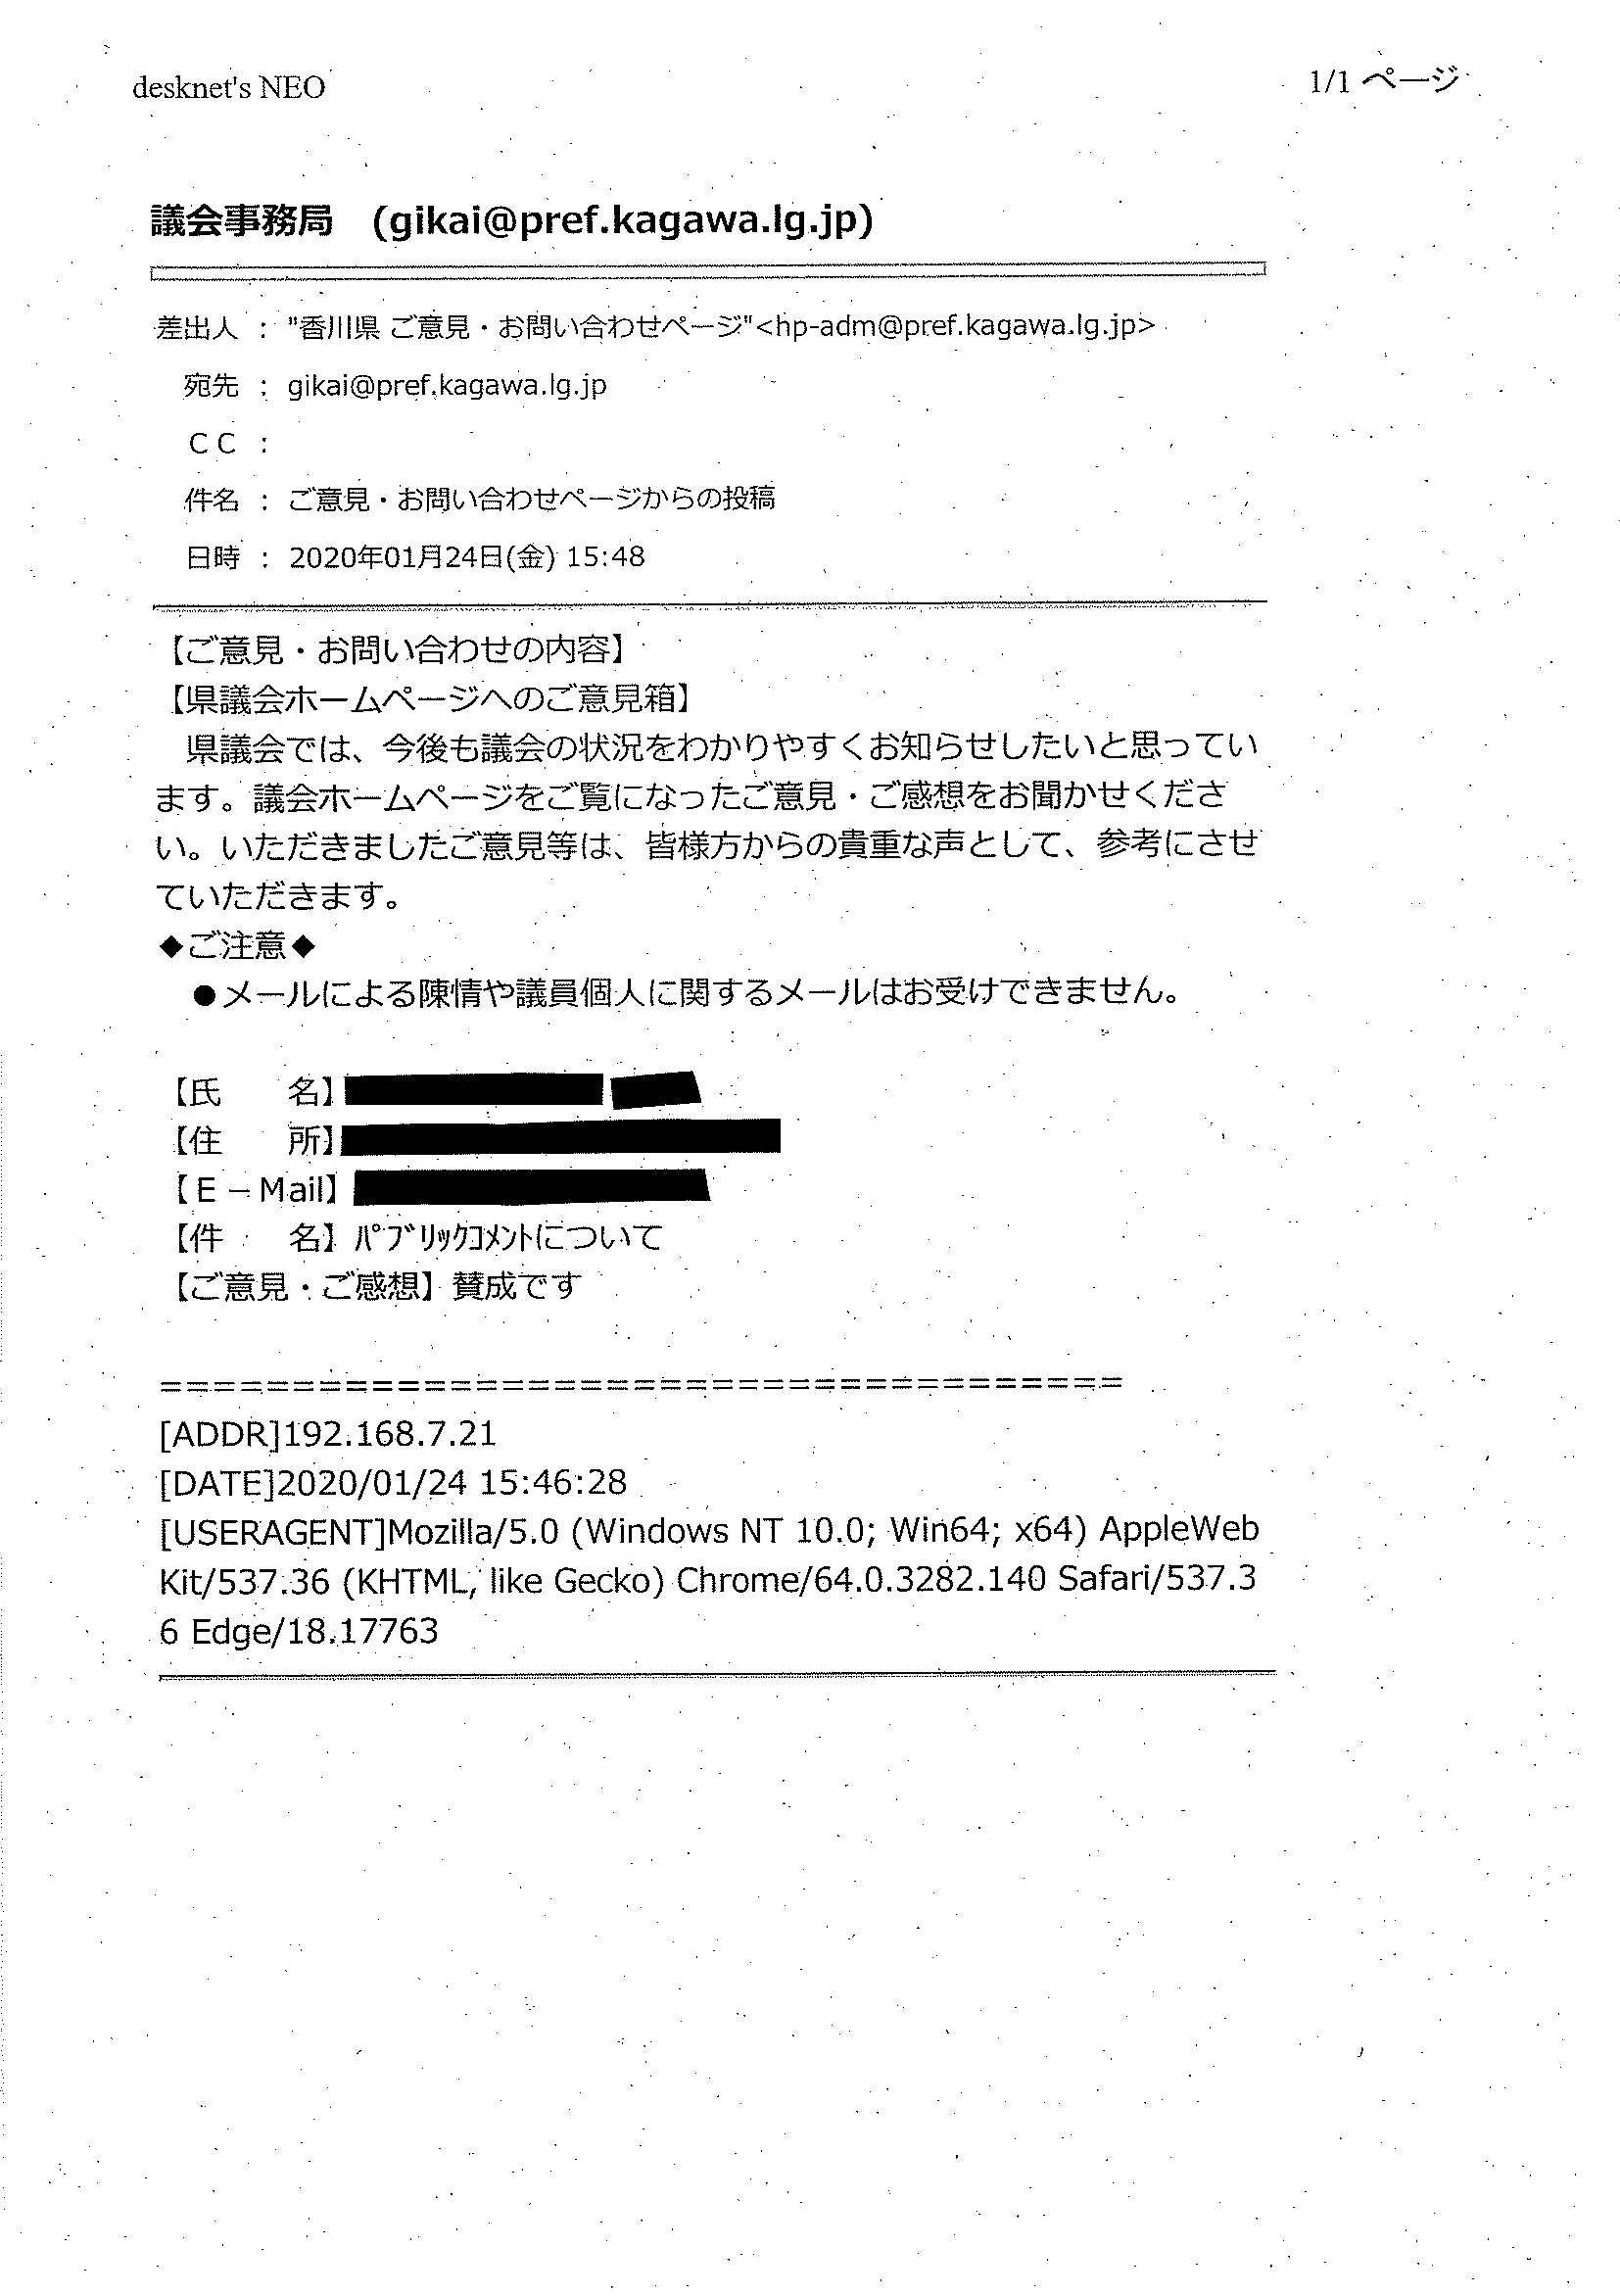 desknet's NEO
1/1 ページ
議会事務局　(gikai@pref.kagawa.lg.jp)
差出人 ： "香川県 ご意見・お問い合わせページ"<hp-adm@pref.kagawa.lg.jp>
宛先 ： gikai@pref.kagawa.lg.jp
ＣＣ ：
件名 ： ご意見・お問い合わせページからの投稿
日時 ： 2020年01月24日(金) 15:48
【ご意見・お問い合わせの内容】
【県議会ホームページへのご意見箱】
　県議会では、今後も議会の状況をわかりやすくお知らせしたいと思ってい
ます。議会ホームページをご覧になったご意見・ご感想をお聞かせくださ
い。いただきましたご意見等は、皆様方からの貴重な声として、参考にさせ
ていただきます。
◆ご注意◆
　●メールによる陳情や議員個人に関するメールはお受けできません。
【氏　　名】
【住　　所】
【Ｅ－Mail】
【件　　名】ﾊﾟﾌﾞﾘｯｸｺﾒﾝﾄについて
【ご意見・ご感想】賛成です
=====================================
[ADDR]192.168.7.21
[DATE]2020/01/24 15:46:28
[USERAGENT]Mozilla/5.0 (Windows NT 10.0; Win64; x64) AppleWeb
Kit/537.36 (KHTML, like Gecko) Chrome/64.0.3282.140 Safari/537.3
6 Edge/18.17763